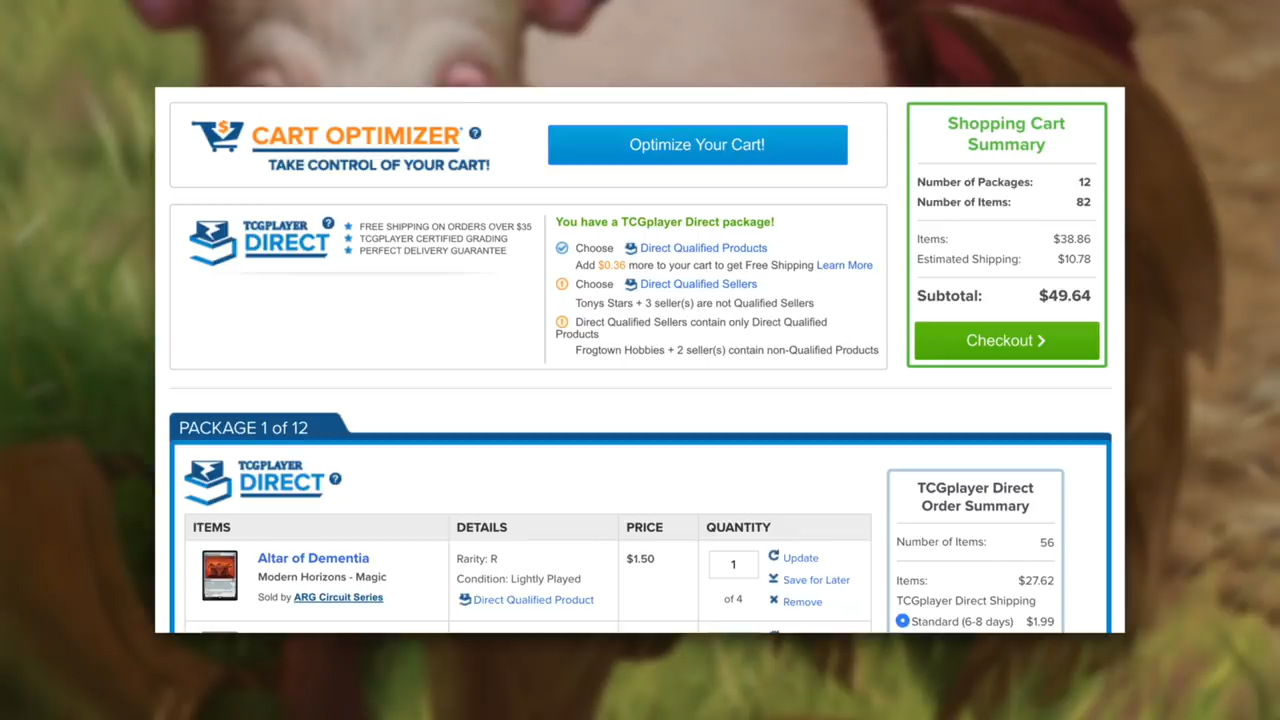 CART OPTIMIZER
TAKE CONTROL OF YOUR CART!
Optimize Your Cart!
TCGPLAYER
DIRECT
FREE SHIPPING ON ORDERS OVER $35
TCGPLAYER CERTIFIED GRADING
PERFECT DELIVERY GUARANTEE
You have a TCGplayer Direct package!
Choose Direct Qualified Products
Add $0.36 more to your cart to get Free Shipping Learn More
Choose Direct Qualified Sellers
Tonys Stars + 3 seller(s) are not Qualified Sellers
Direct Qualified Sellers contain only Direct Qualified
Products
Frogtown Hobbies + 2 seller(s) contain non-Qualified Products
Shopping Cart
Summary
Number of Packages: 12
Number of Items: 82
Items: $38.86
Estimated Shipping: $10.78
Subtotal: $49.64
Checkout
PACKAGE 1 of 12
TCGPLAYER
DIRECT
ITEMS DETAILS PRICE QUANTITY
Altar of Dementia Rarity: R $1.50 1 Update
Modern Horizons - Magic Condition: Lightly Played Save for Later
Sold by ARG Circuit Series Direct Qualified Product of 4 Remove
TCGplayer Direct
Order Summary
Number of Items: 56
Items: $27.62
TCGplayer Direct Shipping
Standard (6-8 days) $1.99